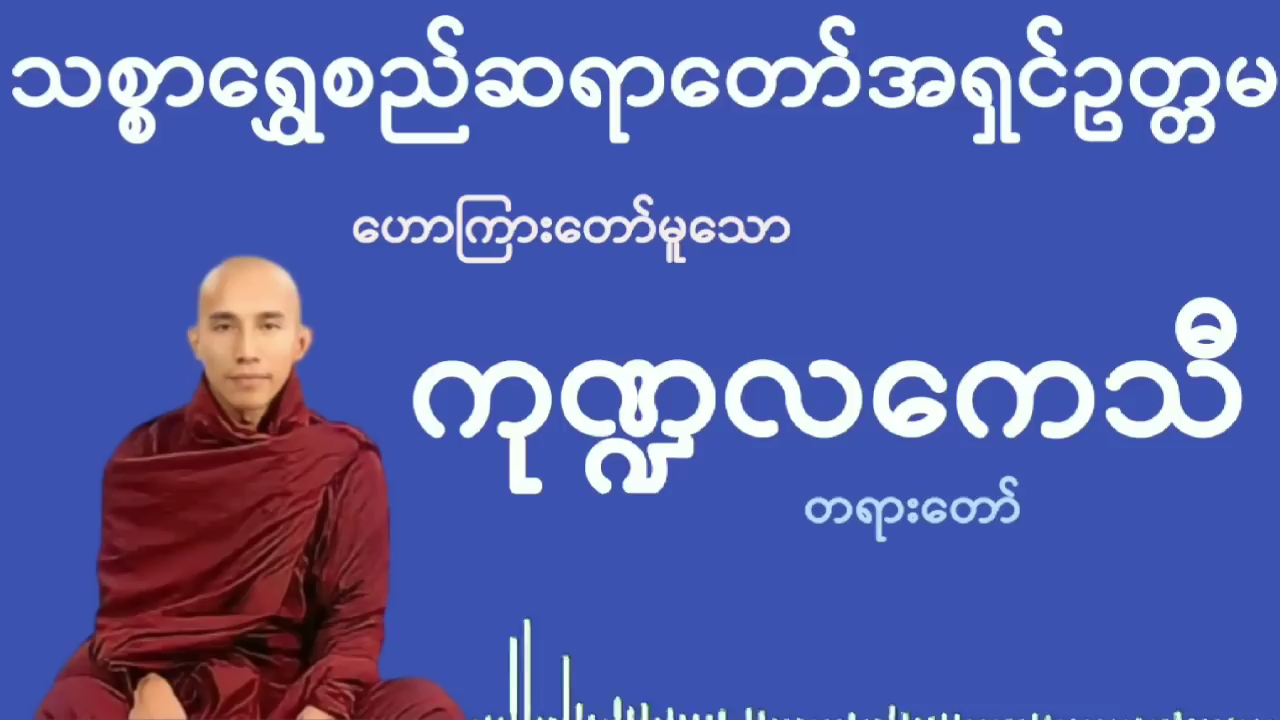 သစ္စာရွှေစည်ဆရာတော်အရှင်ဥတ္တမ
ဟောကြားတော်မူသော
ကုဏ္ဍလကေသီ
တရားတော်